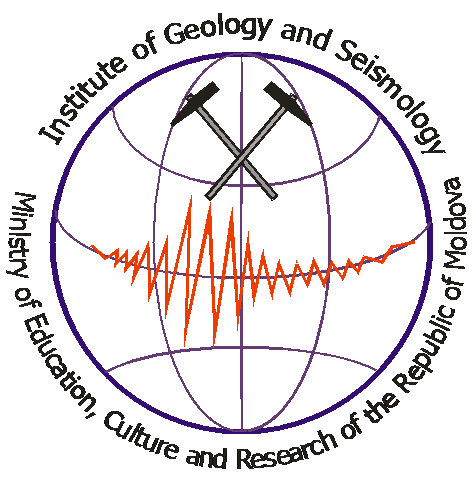 Institute of Geology and Seismology
Ministry of Education, Culture and Research of the Republic of Moldova